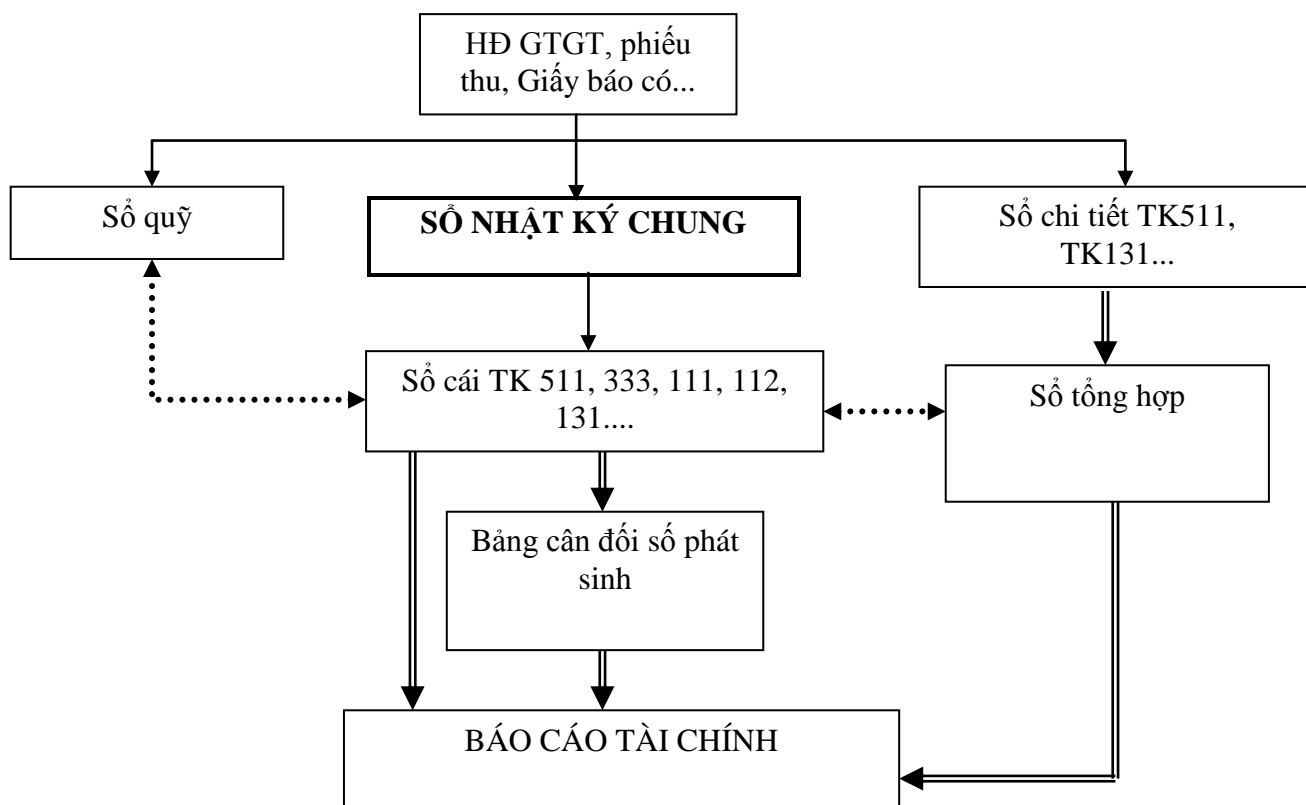 HĐ GTGT, phiếu
thu, Giấy báo có...
Sổ quỹ
SỔ NHẬT KÝ CHUNG
Sổ chi tiết TK511,
TK131...
Sổ cái TK 511, 333, 111, 112,
131....
Sổ tổng hợp
Bảng cân đối số phát
sinh
BÁO CÁO TÀI CHÍNH